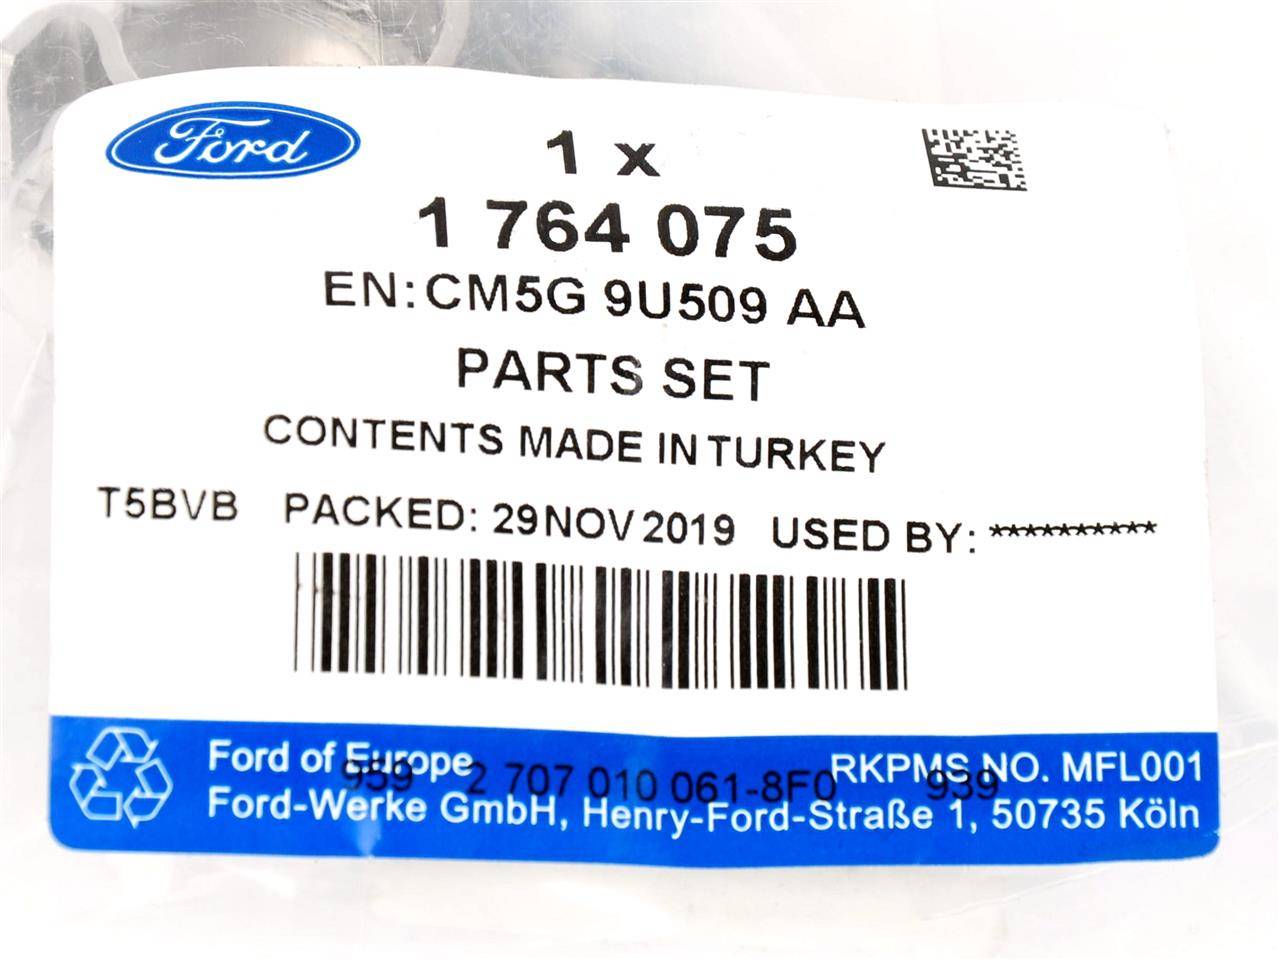 Ford
1 x
1 764 075
EN: CM5G 9U509 AA
PARTS SET
CONTENTS MADE IN TURKEY
T5BVB PACKED: 29 NOV 2019 USED BY: **********
Ford of Europe RKPMS NO. MFL001
959 2 707 010 061-8F0 939
Ford-Werke GmbH, Henry-Ford-Straße 1, 50735 Köln